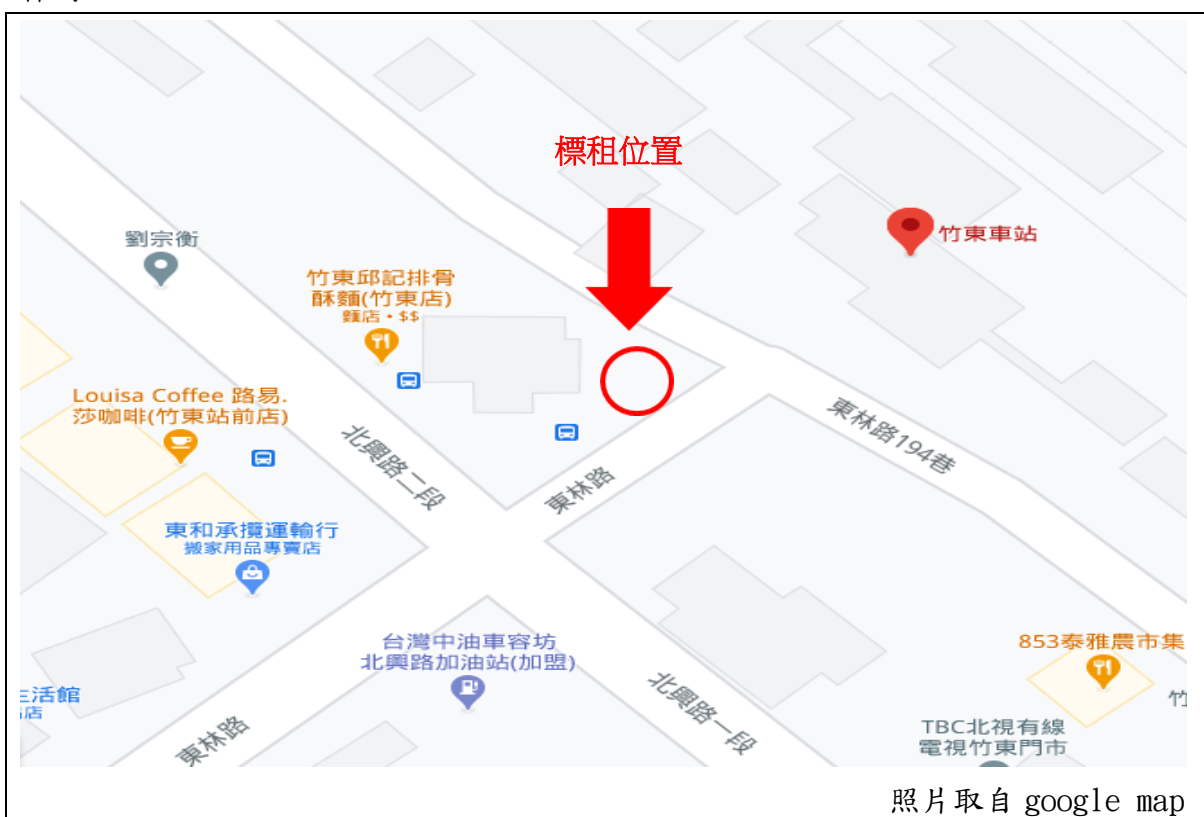 標租位置
竹東車站
劉宗衡
竹東邱記排骨
酥麵(竹東店)
麵店・$$
Louisa Coffee 路易.
莎咖啡(竹東站前店)
北興路二段
東林路
東林路194巷
東和承攬運輸行
搬家用品專賣店
台灣中油車容坊
北興路加油站(加盟)
853泰雅農市集
北興路一段
活館
店
竹
TBC北視有線
電視竹東門市
東林路
照片取自 google map